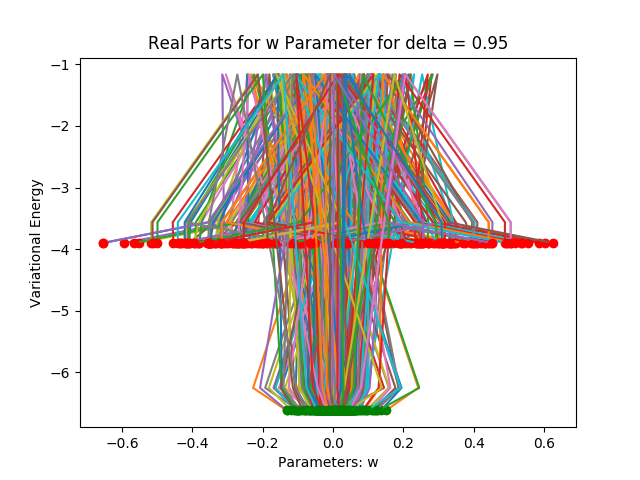 Real Parts for w Parameter for delta = 0.95
Variational Energy
−1
−2
−3
−4
−5
−6
−0.6 −0.4 −0.2 0.0 0.2 0.4 0.6
Parameters: w